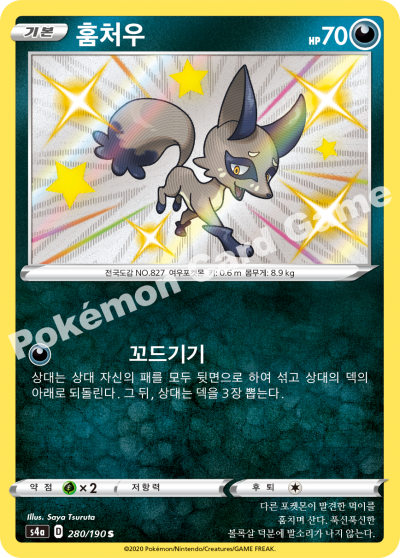 기본 훔처우 HP 70
전국도감 NO.827 여우포켓몬 키: 0.6 m 몸무게: 8.9 kg
Pokémon Card Game
꼬드기기
상대는 상대 자신의 패를 모두 뒷면으로 하여 섞고 상대의 덱의
아래로 되돌린다. 그 뒤, 상대는 덱을 3장 뽑는다.
약점 ×2 저항력 후퇴
Illus. Saya Tsuruta
다른 포켓몬이 발견한 먹이를
훔치며 산다. 푹신푹신한
볼록살 덕분에 발소리가 나지 않는다.
s4a D 280/190 S
©2020 Pokémon/Nintendo/Creatures/GAME FREAK.